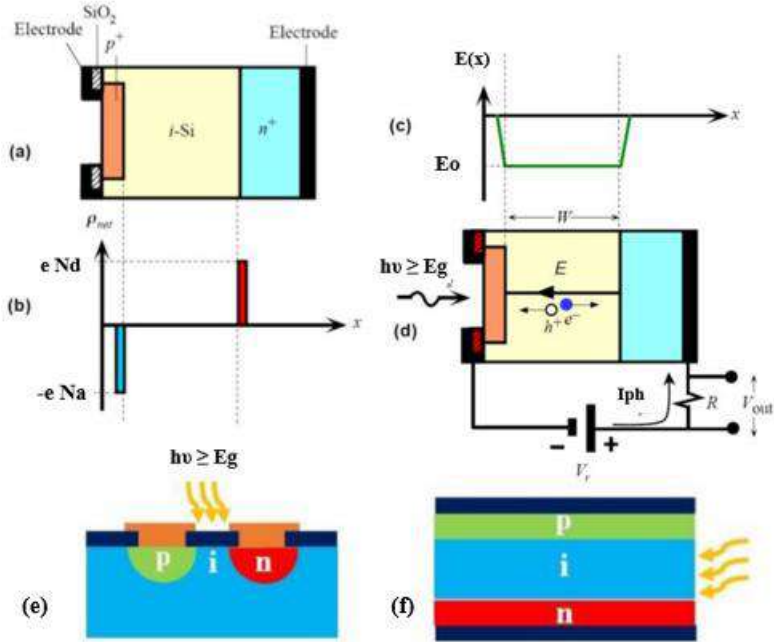 SiO₂
Electrode
p⁺
Electrode
i-Si
n⁺
(a)
ρnet
e Nd
(b)
x
-e Na
E(x)
x
(c)
Eo
W
hυ ≥ Eg
E
h⁺ e⁻
(d)
Iph
R
Vout
− +
Vr
hυ ≥ Eg
p i n
(e)
p
i
n
(f)